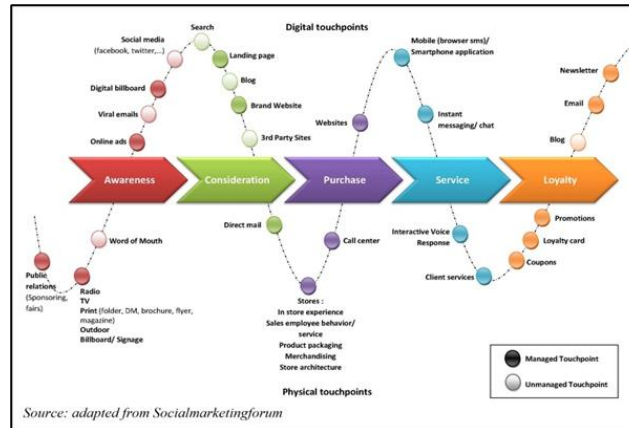 Digital touchpoints
Search
Social media
(facebook, twitter,...)
Landing page
Digital billboard
Blog
Viral emails
Brand Website
Online ads
3rd Party Sites
Websites
Mobile (browser sms)/
Smartphone application
Instant
messaging/ chat
Newsletter
Email
Blog
Awareness
Consideration
Purchase
Service
Loyalty
Word of Mouth
Public
relations
(Sponsoring,
fairs)
Radio
TV
Print (folder, DM, brochure, flyer,
magazine)
Outdoor
Billboard/ Signage
Direct mail
Call center
Stores :
In store experience
Sales employee behavior/
service
Product packaging
Merchandising
Store architecture
Interactive Voice
Response
Client services
Promotions
Loyalty card
Coupons
Managed Touchpoint
Unmanaged Touchpoint
Physical touchpoints
Source: adapted from Socialmarketingforum